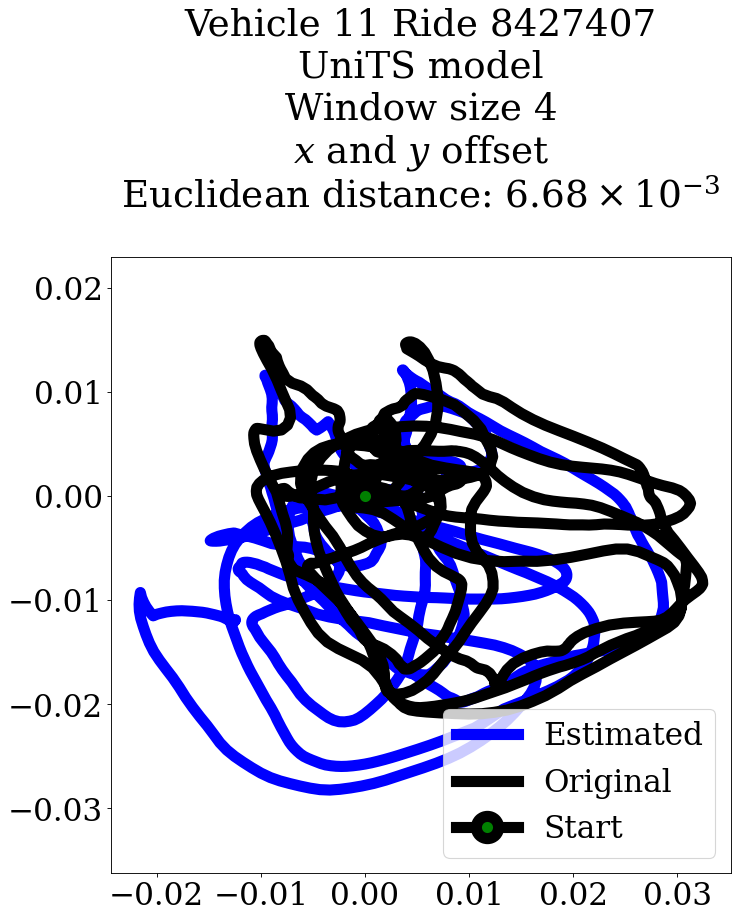 Vehicle 11 Ride 8427407
UniTS model
Window size 4
x and y offset
Euclidean distance: 6.68 × 10⁻³
0.02
0.01
0.00
−0.01
−0.02
−0.03
Estimated
Original
Start
−0.02 −0.01 0.00 0.01 0.02 0.03